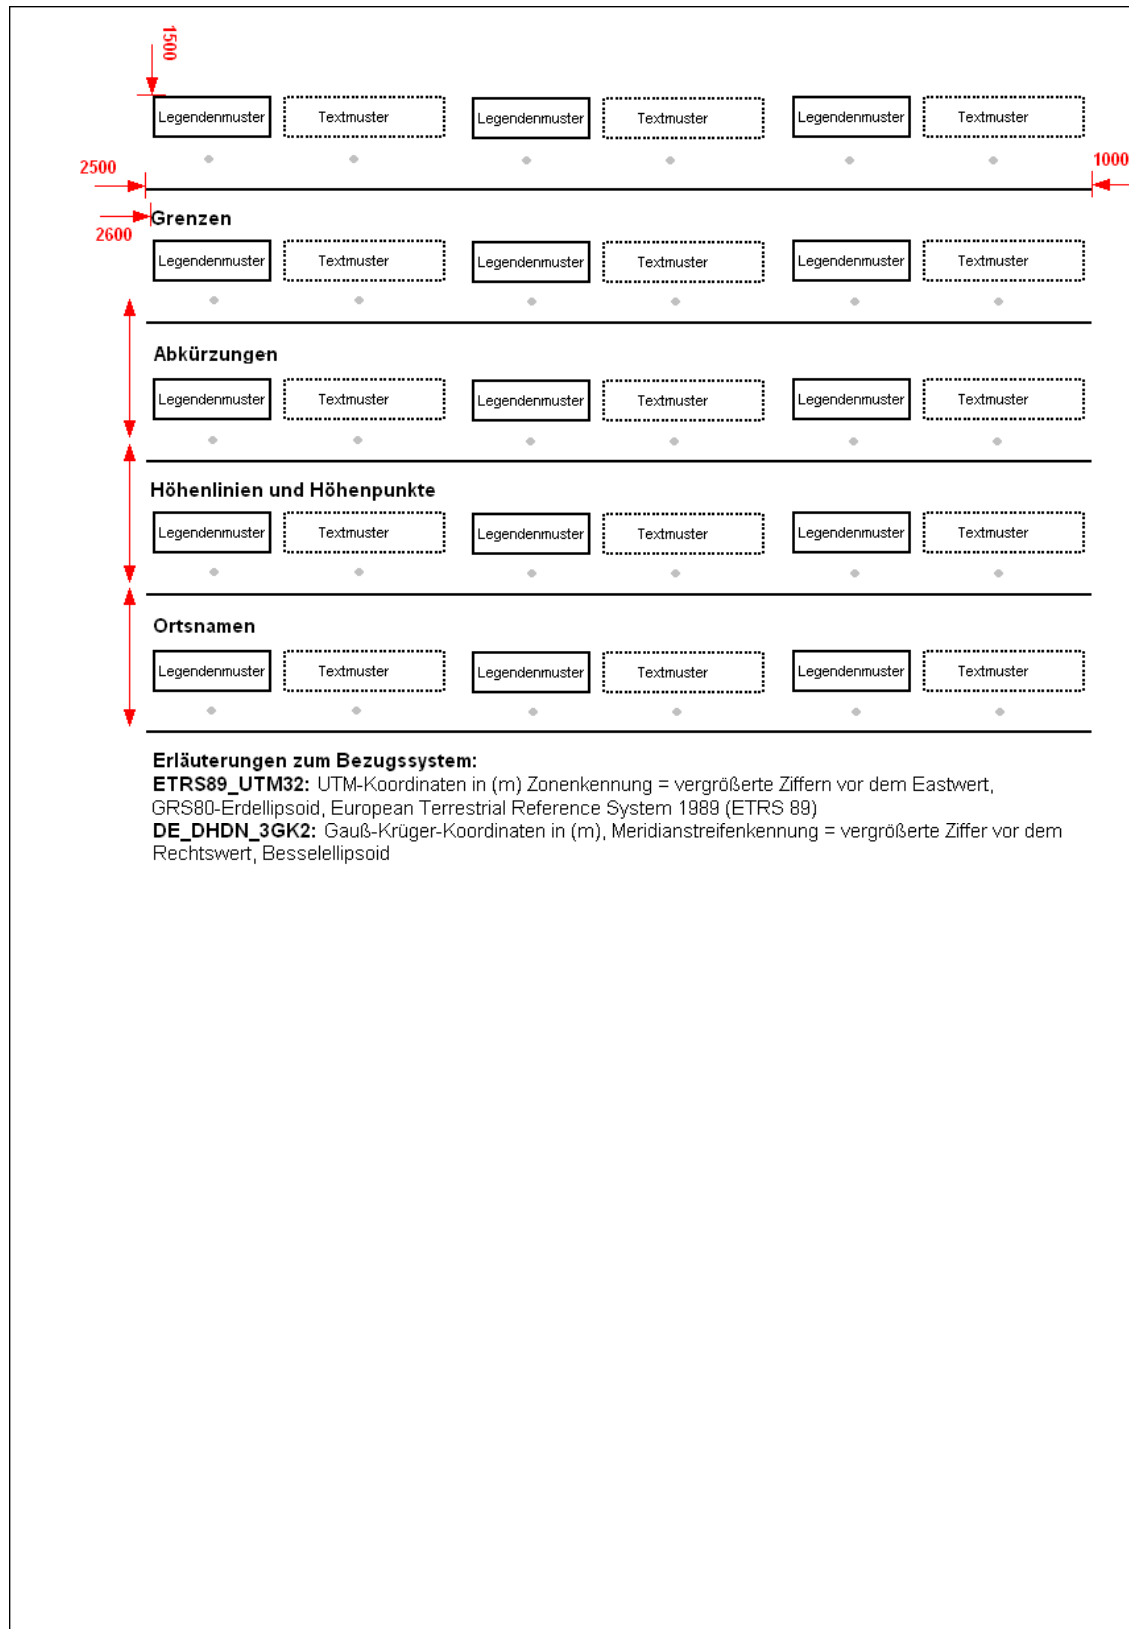 1500
Legendenmuster Textmuster Legendenmuster Textmuster Legendenmuster Textmuster
2500 1000
Grenzen
2600
Legendenmuster Textmuster Legendenmuster Textmuster Legendenmuster Textmuster
Abkürzungen
Legendenmuster Textmuster Legendenmuster Textmuster Legendenmuster Textmuster
Höhenlinien und Höhenpunkte
Legendenmuster Textmuster Legendenmuster Textmuster Legendenmuster Textmuster
Ortsnamen
Legendenmuster Textmuster Legendenmuster Textmuster Legendenmuster Textmuster
Erläuterungen zum Bezugssystem:
ETRS89_UTM32: UTM-Koordinaten in (m) Zonenkennung = vergrößerte Ziffern vor dem Eastwert,
GRS80-Erdellipsoid, European Terrestrial Reference System 1989 (ETRS 89)
DE_DHDN_3GK2: Gauß-Krüger-Koordinaten in (m), Meridianstreifenkennung = vergrößerte Ziffer vor dem
Rechtswert, Besselellipsoid